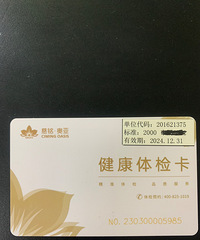 单位代码: 201621375
标准: 2000
有效期: 2024.12.31
慈铭·奥亚
CIMING OASIS
健康体检卡
NO. 230300005985